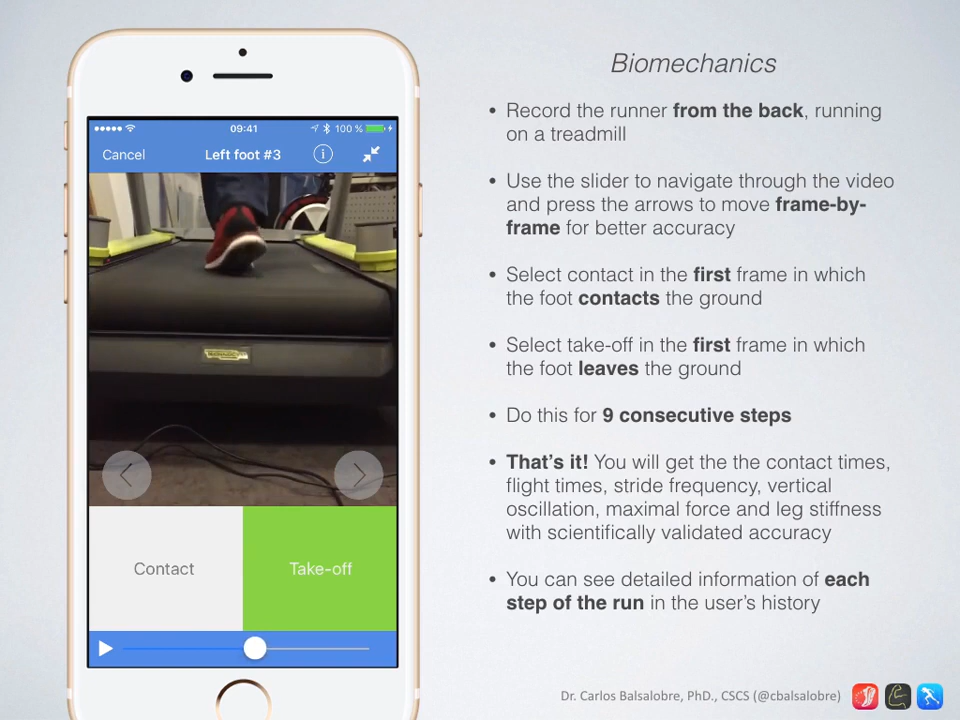 Biomechanics
• Record the runner from the back, running
on a treadmill
• Use the slider to navigate through the video
and press the arrows to move frame-by-
frame for better accuracy
• Select contact in the first frame in which
the foot contacts the ground
• Select take-off in the first frame in which
the foot leaves the ground
• Do this for 9 consecutive steps
• That's it! You will get the the contact times,
flight times, stride frequency, vertical
oscillation, maximal force and leg stiffness
with scientifically validated accuracy
• You can see detailed information of each
step of the run in the user's history
09:41
100 %
Cancel
Left foot #3
Contact
Take-off
Dr. Carlos Balsalobre, PhD., CSCS (@cbalsalobre)